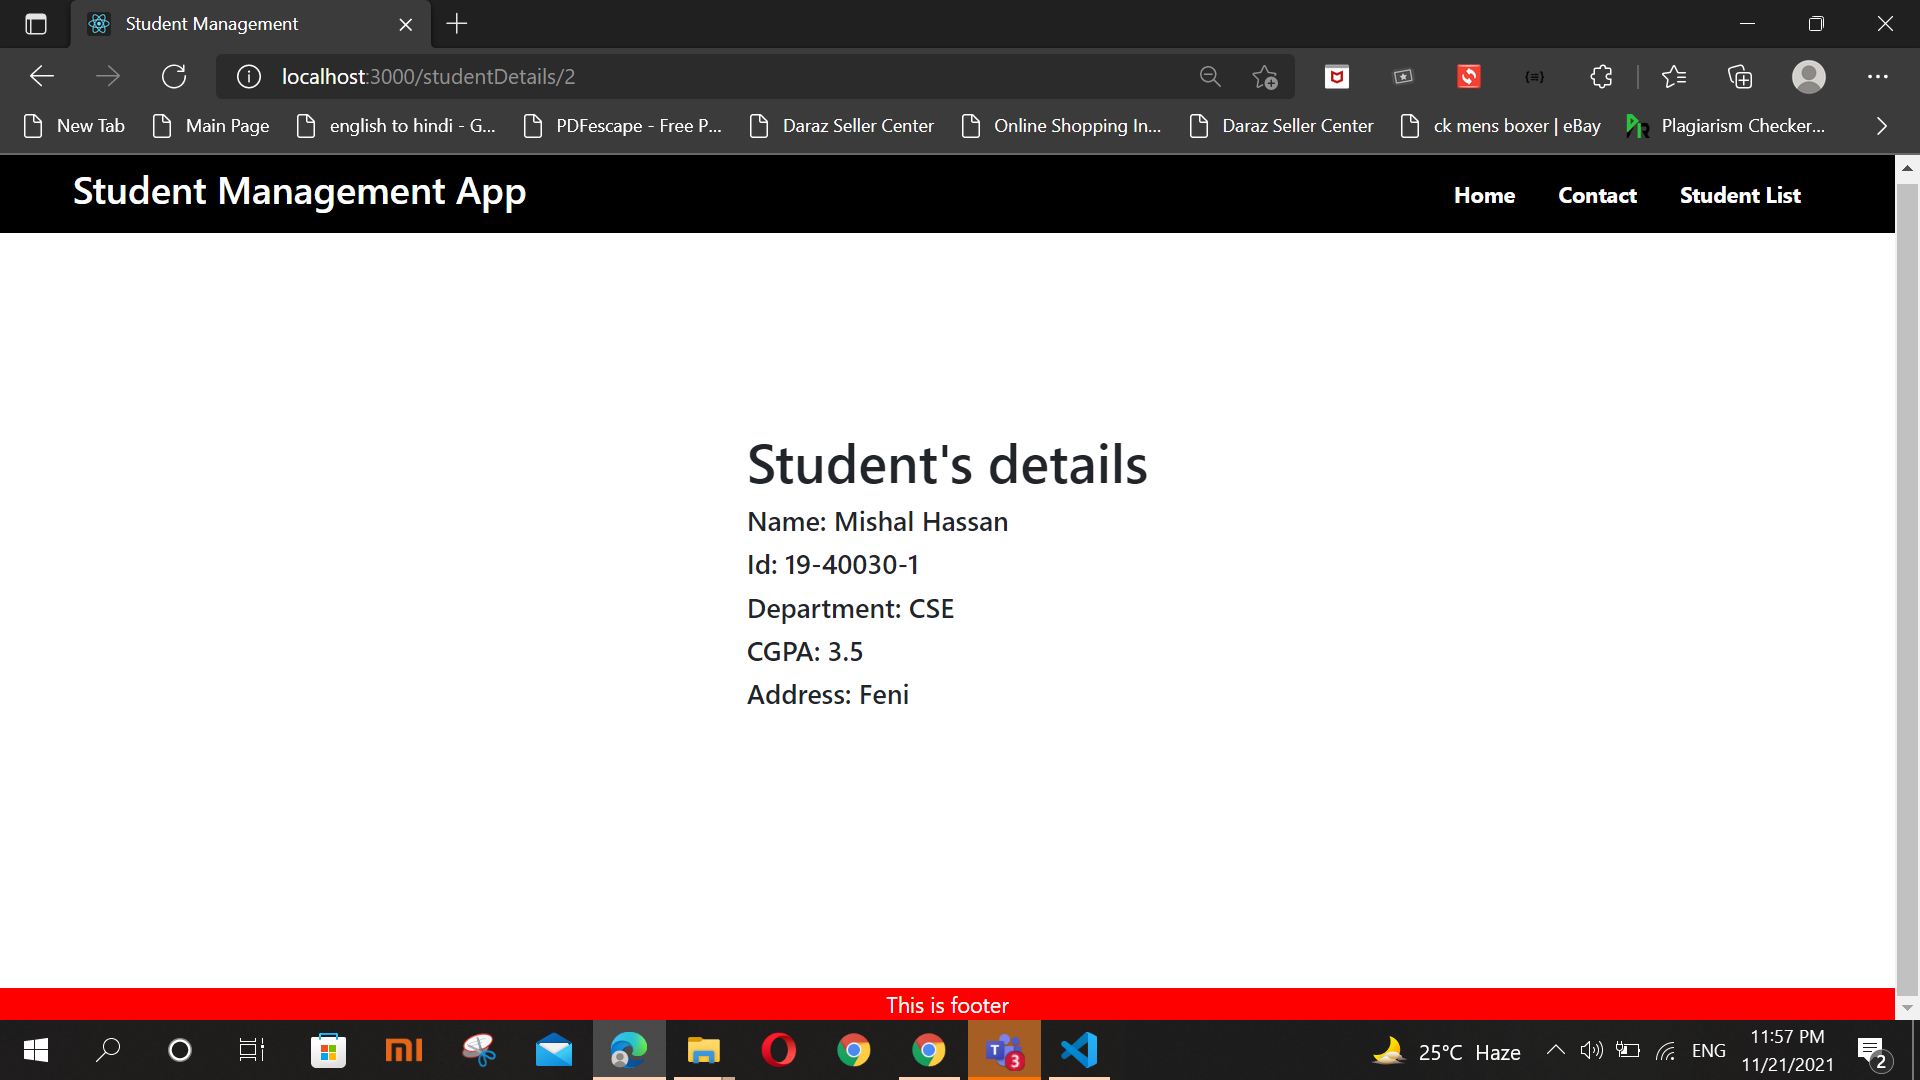 Student Management
localhost:3000/studentDetails/2
New Tab
Main Page
english to hindi - G...
PDFescape - Free P...
Daraz Seller Center
Online Shopping In...
Daraz Seller Center
ck mens boxer | eBay
Plagiarism Checker...
Student Management App
Home
Contact
Student List
Student's details
Name: Mishal Hassan
Id: 19-40030-1
Department: CSE
CGPA: 3.5
Address: Feni
This is footer
25°C Haze
ENG
11:57 PM
11/21/2021
3
2